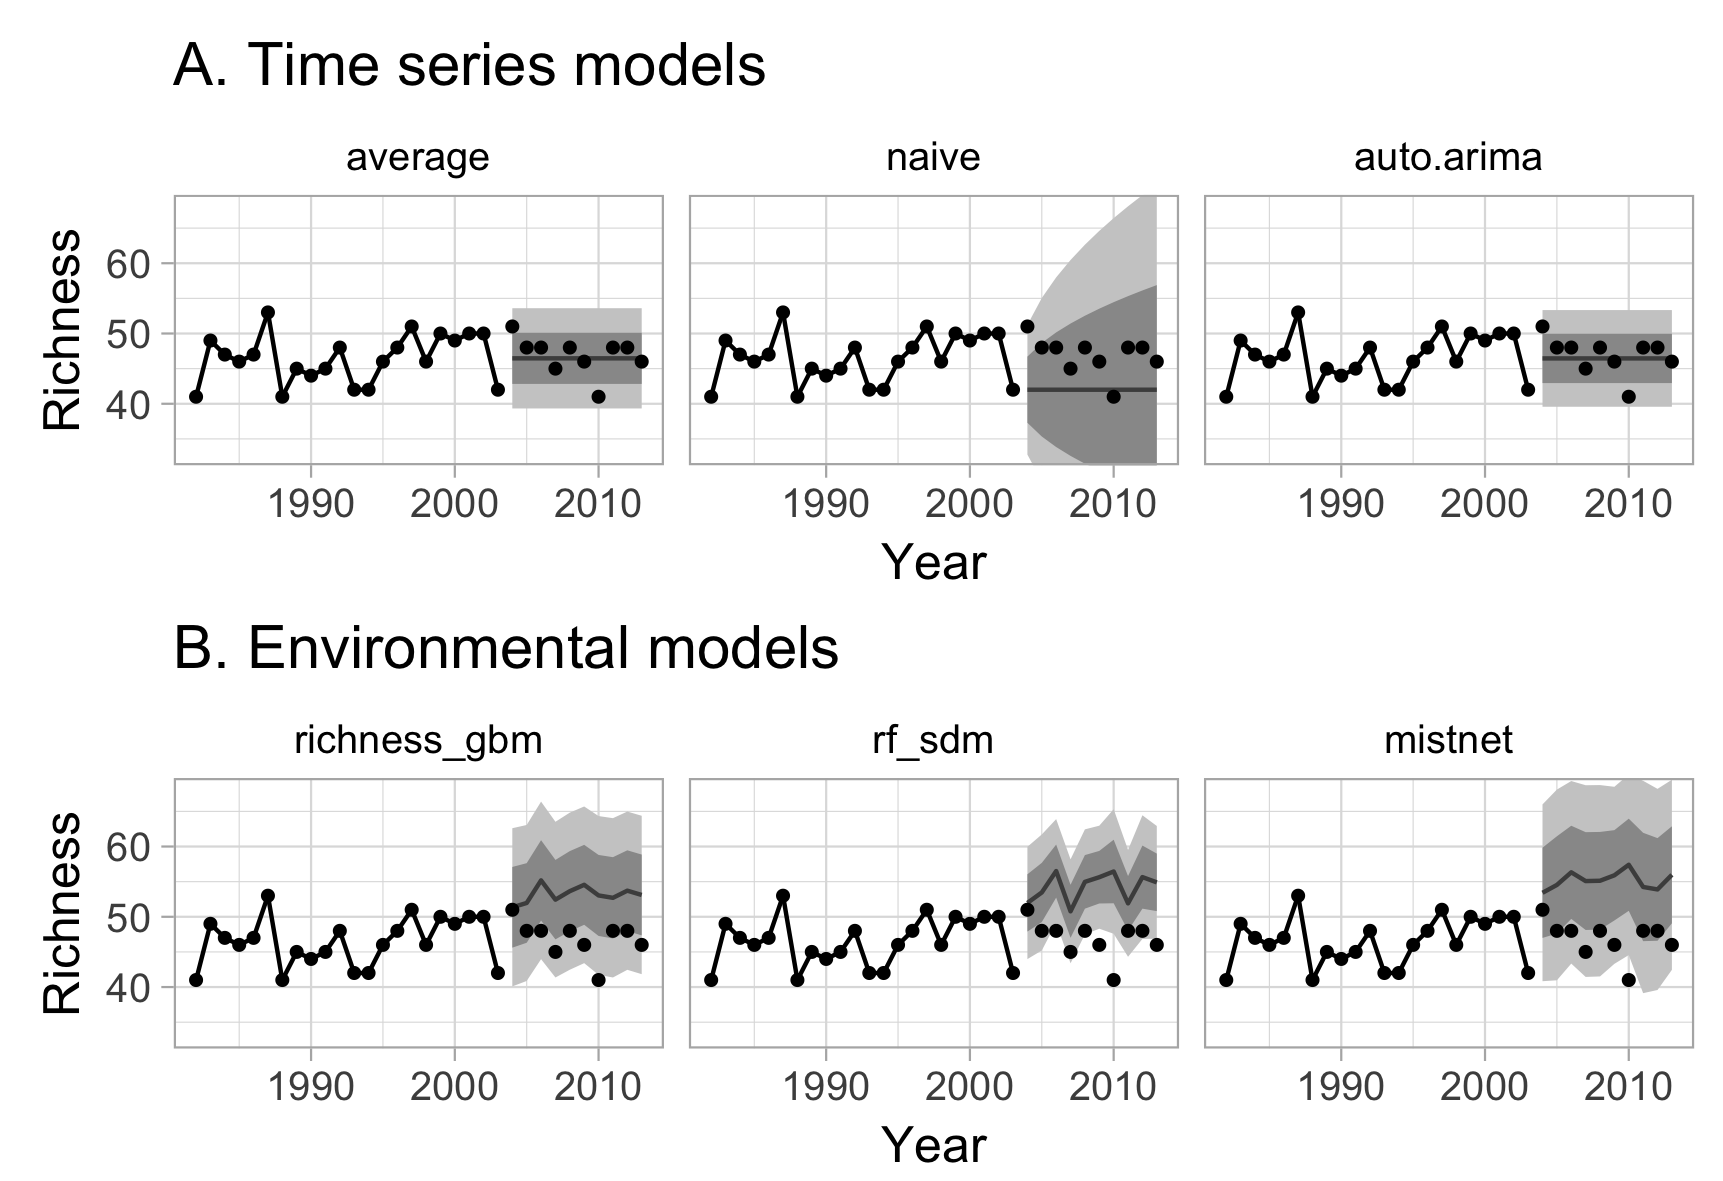 A. Time series models
average naive auto.arima
Richness
60
50
40
1990 2000 2010 1990 2000 2010 1990 2000 2010
Year
B. Environmental models
richness_gbm rf_sdm mistnet
Richness
60
50
40
1990 2000 2010 1990 2000 2010 1990 2000 2010
Year